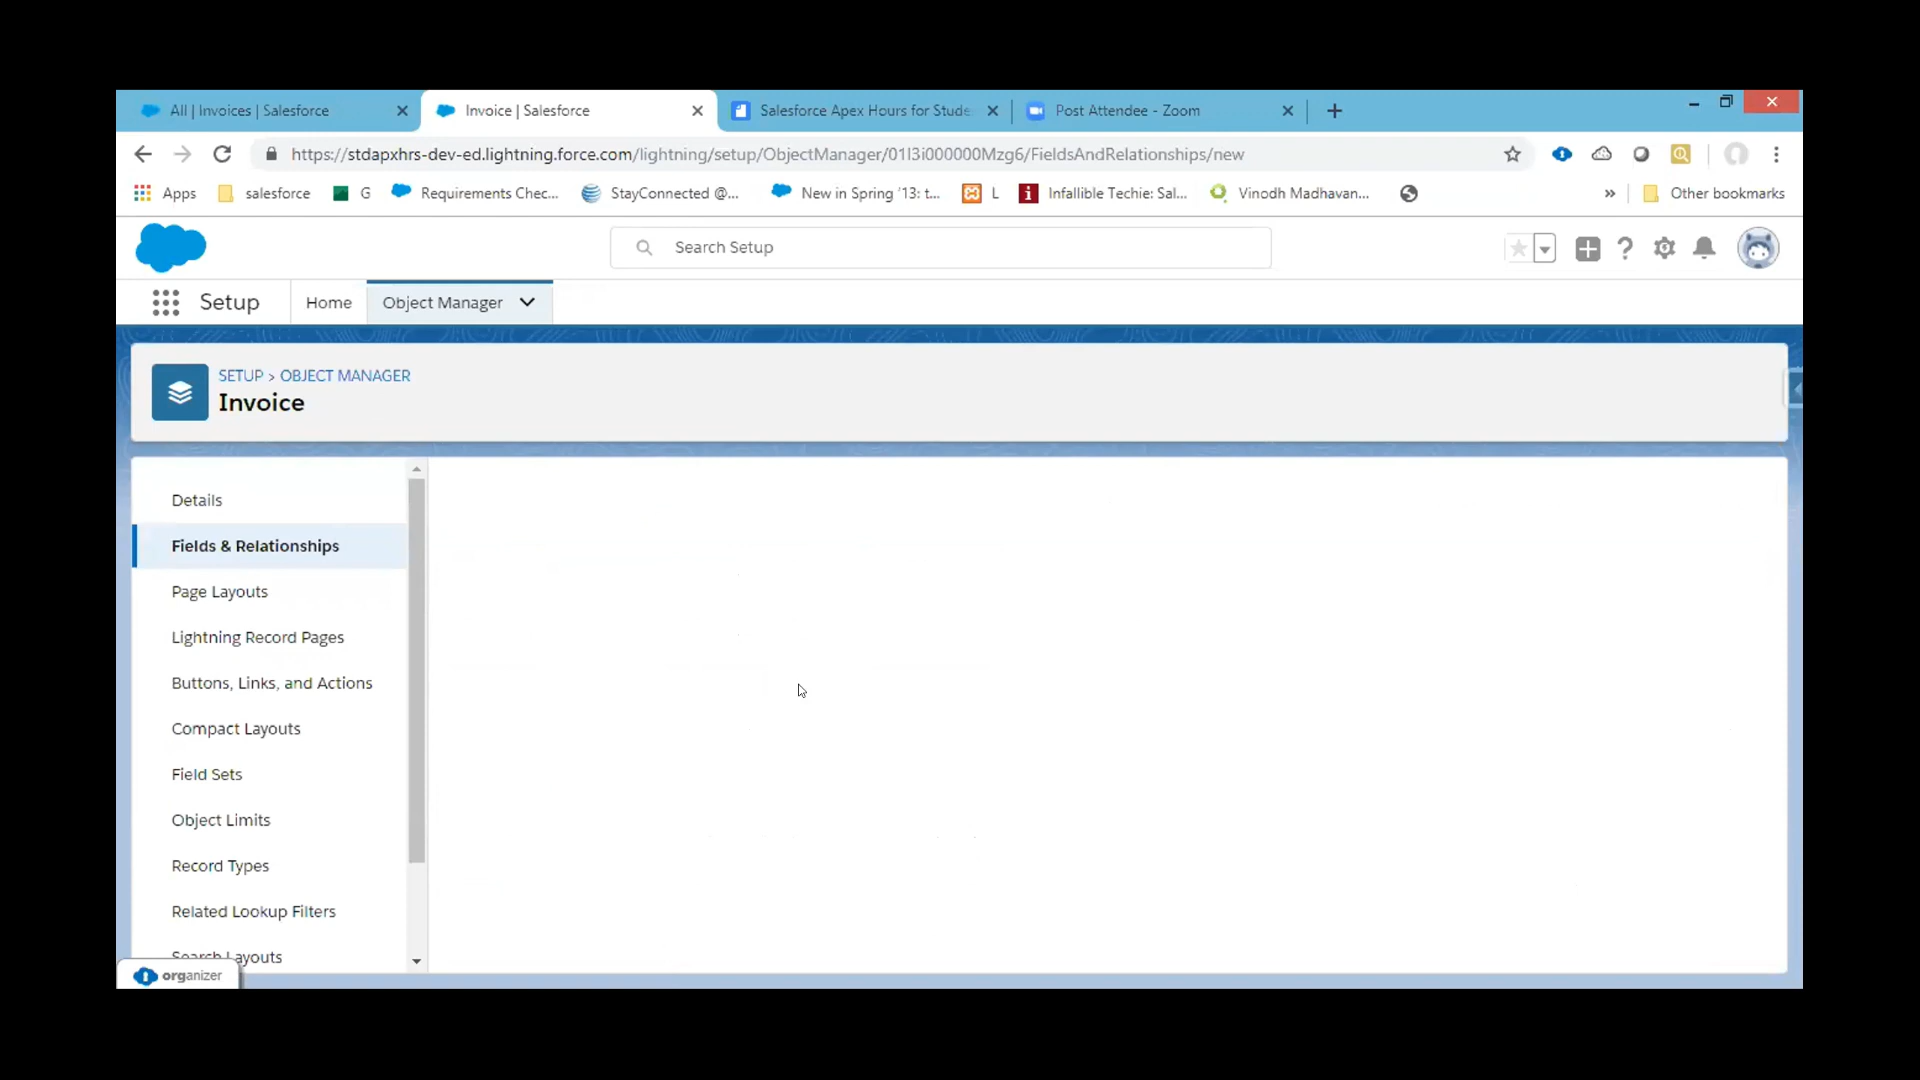 All | Invoices | Salesforce
Invoice | Salesforce
Salesforce Apex Hours for Stude
Post Attendee - Zoom
https://stdapxhrs-dev-ed.lightning.force.com/lightning/setup/ObjectManager/01I3i000000Mzg6/FieldsAndRelationships/new
Apps
salesforce
G
Requirements Chec...
StayConnected @...
New in Spring '13: t...
L
Infallible Techie: Sal...
Vinodh Madhavan...
»
Other bookmarks
Search Setup
Setup
Home
Object Manager
SETUP > OBJECT MANAGER
Invoice
Details
Fields & Relationships
Page Layouts
Lightning Record Pages
Buttons, Links, and Actions
Compact Layouts
Field Sets
Object Limits
Record Types
Related Lookup Filters
Search Layouts
organizer